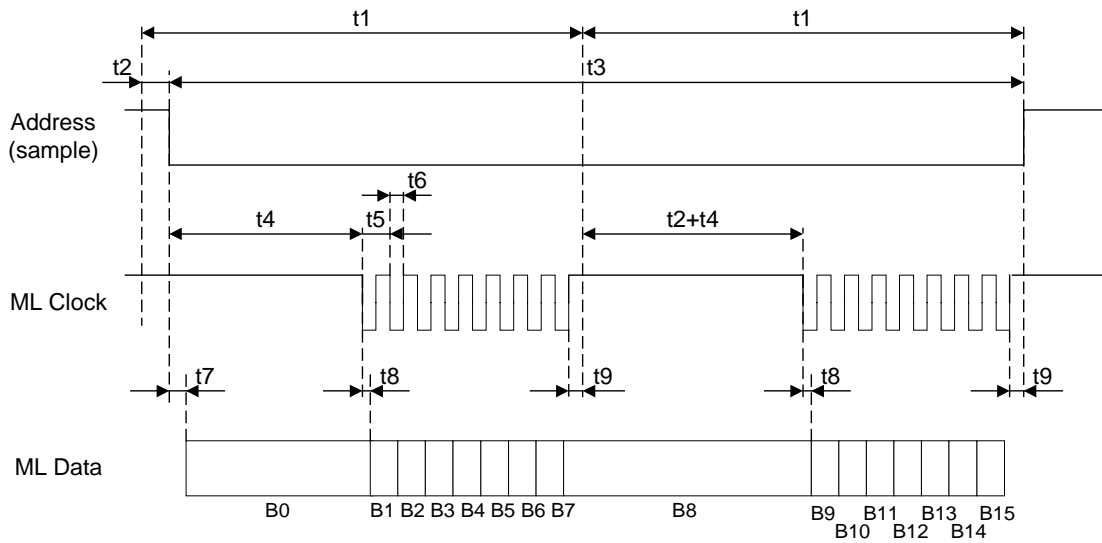 t1 t1
t2 t3
Address
(sample)
t6
t4 t5 t2+t4
ML Clock
t7 t8 t9 t8 t9
ML Data
B0 B1 B2 B3 B4 B5 B6 B7 B8 B9 B11 B13 B15
B10 B12 B14